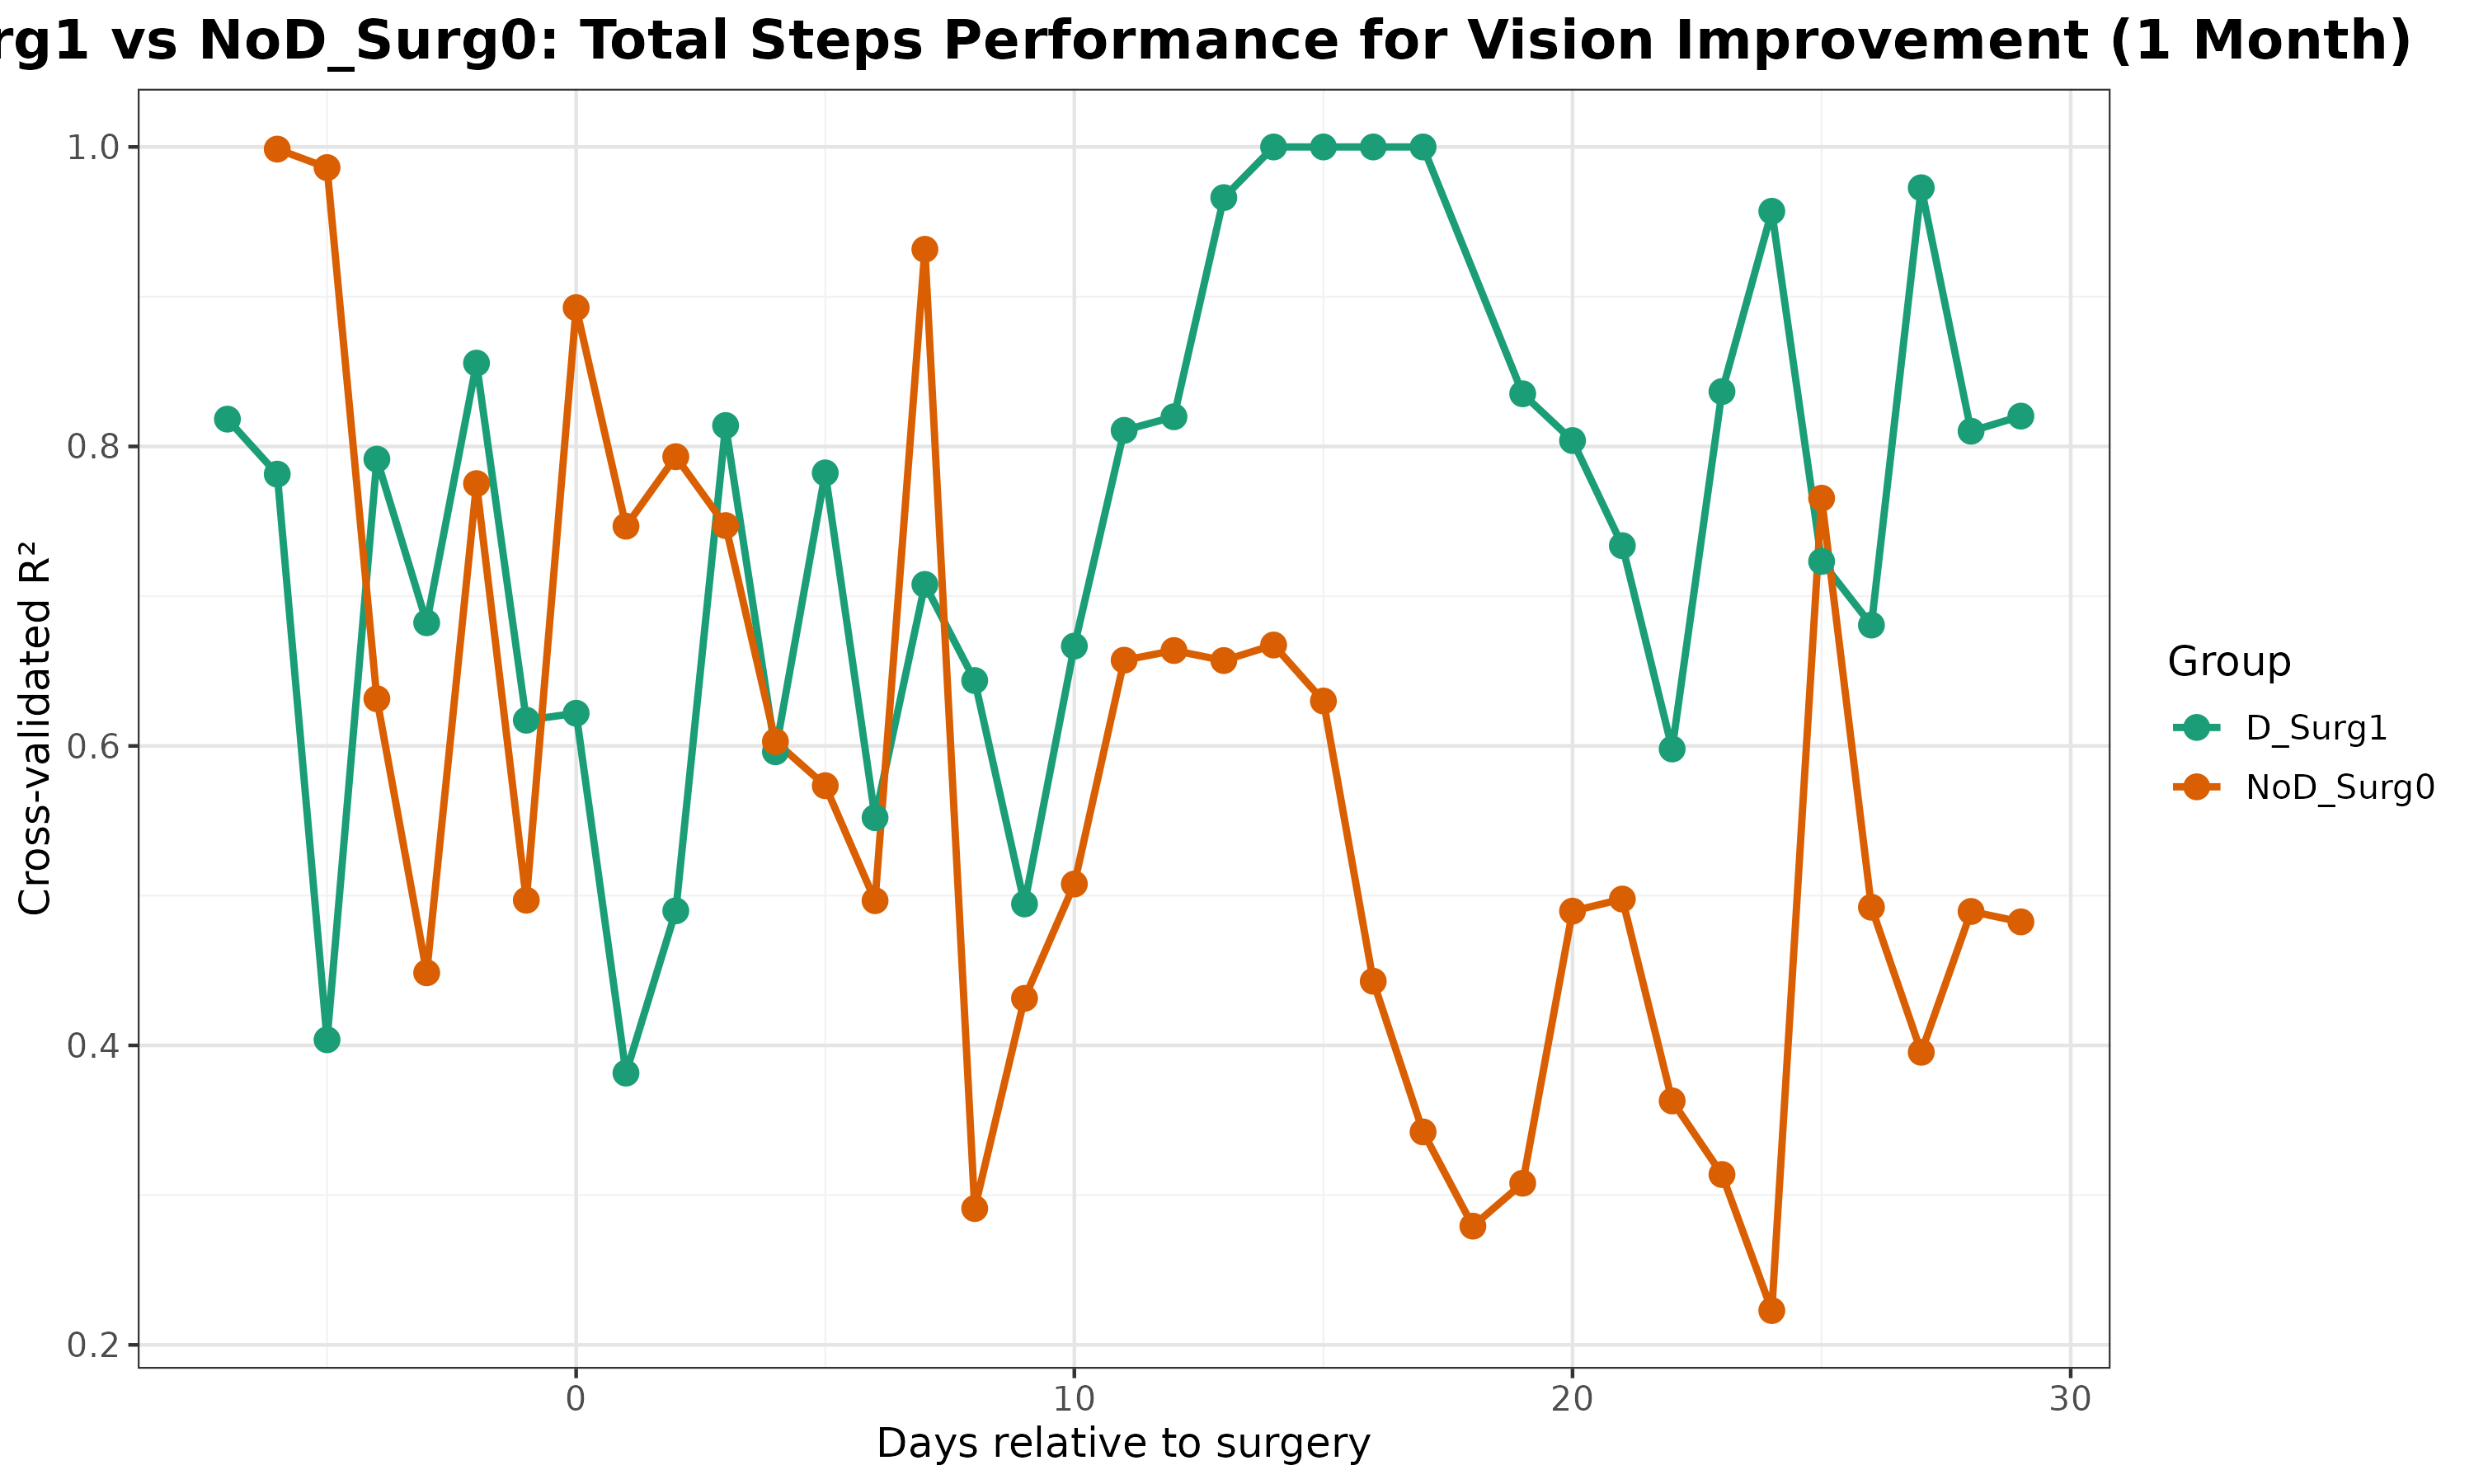 rg1 vs NoD_Surg0: Total Steps Performance for Vision Improvement (1 Month)
1.0
0.8
0.6
0.4
0.2
Cross-validated R²
0
10
20
30
Days relative to surgery
Group
D_Surg1
NoD_Surg0